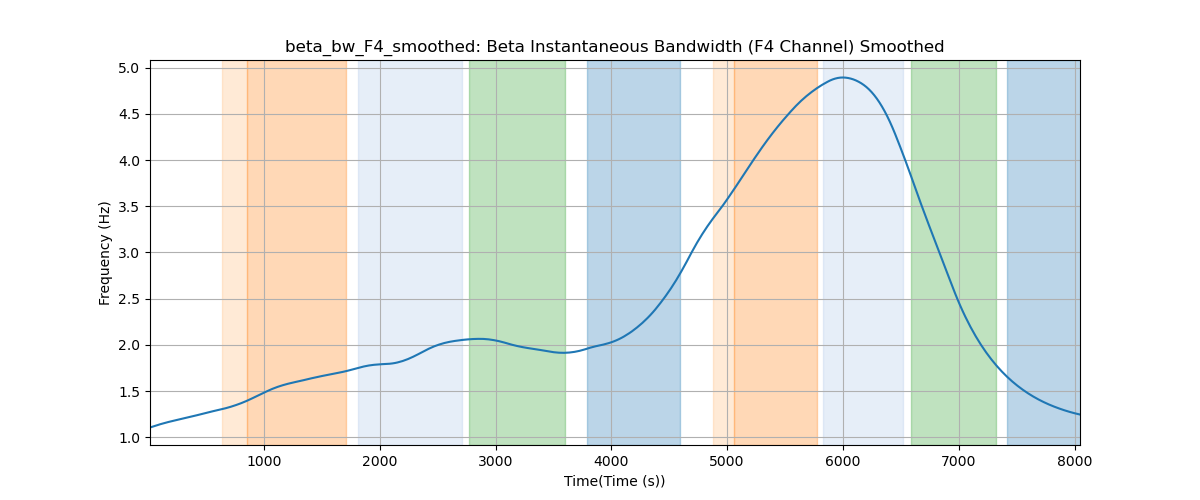 beta_bw_F4_smoothed: Beta Instantaneous Bandwidth (F4 Channel) Smoothed
5.0
4.5
4.0
3.5
3.0
2.5
2.0
1.5
1.0
Frequency (Hz)
1000 2000 3000 4000 5000 6000 7000 8000
Time(Time (s))